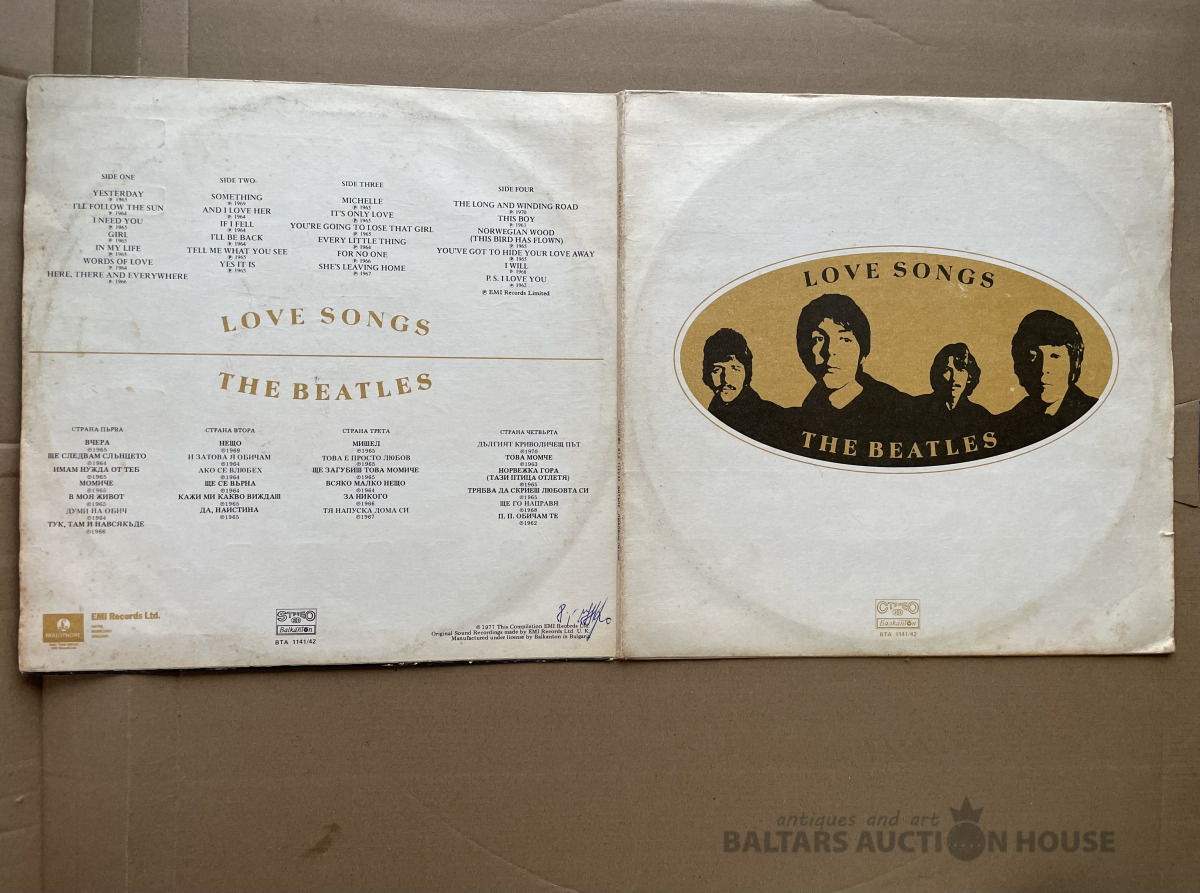 SIDE ONE
YESTERDAY
℗ 1965
I'LL FOLLOW THE SUN
℗ 1964
I NEED YOU
℗ 1965
GIRL
℗ 1965
IN MY LIFE
℗ 1965
WORDS OF LOVE
℗ 1964
HERE, THERE AND EVERYWHERE
℗ 1966
SIDE TWO
SOMETHING
℗ 1969
AND I LOVE HER
℗ 1964
IF I FELL
℗ 1964
I'LL BE BACK
℗ 1964
TELL ME WHAT YOU SEE
℗ 1965
YES IT IS
℗ 1965
SIDE THREE
MICHELLE
℗ 1965
IT'S ONLY LOVE
℗ 1965
YOU'RE GOING TO LOSE THAT GIRL
℗ 1965
EVERY LITTLE THING
℗ 1964
FOR NO ONE
℗ 1966
SHE'S LEAVING HOME
℗ 1967
SIDE FOUR
THE LONG AND WINDING ROAD
℗ 1970
THIS BOY
℗ 1963
NORWEGIAN WOOD
(THIS BIRD HAS FLOWN)
℗ 1965
YOU'VE GOT TO HIDE YOUR LOVE AWAY
℗ 1965
I WILL
℗ 1968
P.S. I LOVE YOU
℗ 1962
℗ EMI Records Limited
LOVE SONGS
THE BEATLES
СТРАНА ПЪРВА
ВЧЕРА
℗1965
ЩЕ СЛЕДВАМ СЛЪНЦЕТО
℗1964
ИМАМ НУЖДА ОТ ТЕБ
℗1965
МОМИЧЕ
℗1965
В МОЯ ЖИВОТ
℗1965
ДУМИ НА ОБИЧ
℗1964
ТУК, ТАМ И НАВСЯКЪДЕ
℗1966
СТРАНА ВТОРА
НЕЩО
℗1969
И ЗАТОВА Я ОБИЧАМ
℗1964
АКО СЕ ВЛЮБЕХ
℗1964
ЩЕ СЕ ВЪРНА
℗1964
КАЖИ МИ КАКВО ВИЖДАШ
℗1965
ДА, НАИСТИНА
℗1965
СТРАНА ТРЕТА
МИШЕЛ
℗1965
ТОВА Е ПРОСТО ЛЮБОВ
℗1965
ЩЕ ЗАГУБИШ ТОВА МОМИЧЕ
℗1965
ВСЯКО МАЛКО НЕЩО
℗1964
ЗА НИКОГО
℗1966
ТЯ НАПУСКА ДОМА СИ
℗1967
СТРАНА ЧЕТВЪРТА
ДЪЛГИЯТ КРИВОЛИЧЕЩ ПЪТ
℗1970
ТОВА МОМЧЕ
℗1963
НОРВЕЖКА ГОРА
(ТАЗИ ПТИЦА ОТЛЕТЯ)
℗1965
ТРЯБВА ДА СКРИЕШ ЛЮБОВТА СИ
℗1965
ЩЕ ГО НАПРАВЯ
℗1968
П. П. ОБИЧАМ ТЕ
℗1962
PARLOPHONE
EMI Records Ltd.
СТЕРЕО
Balkanton
BTA 1141/42
© 1977 This Compilation EMI Records Ltd.
Original Sound Recordings made by EMI Records Ltd. U. K.
Manufactured under license by Balkanton in Bulgaria
LOVE SONGS
THE BEATLES
СТЕРЕО
Balkanton
BTA 1141/42
antiques and art
BALTARS AUCTION HOUSE